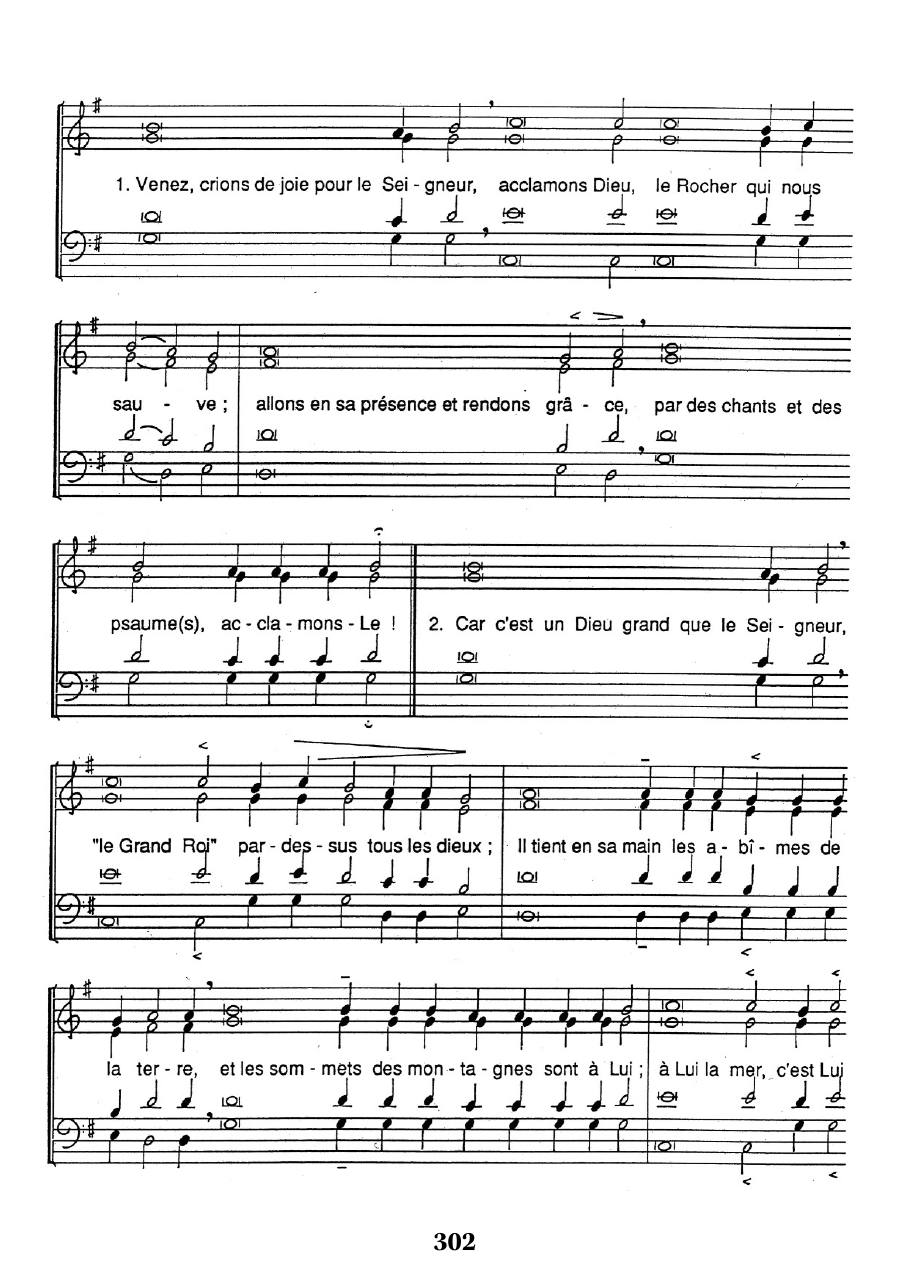 1. Venez, crions de joie pour le Sei - gneur, acclamons Dieu, le Rocher qui nous
sau - ve ; allons en sa présence et rendons grâ - ce, par des chants et des
psaume(s), ac - cla - mons - Le ! 2. Car c'est un Dieu grand que le Sei - gneur,
"le Grand Roi" par - des - sus tous les dieux ; Il tient en sa main les a - bî - mes de
la ter - re, et les som - mets des mon - ta - gnes sont à Lui ; à Lui la mer, c'est Lui
302